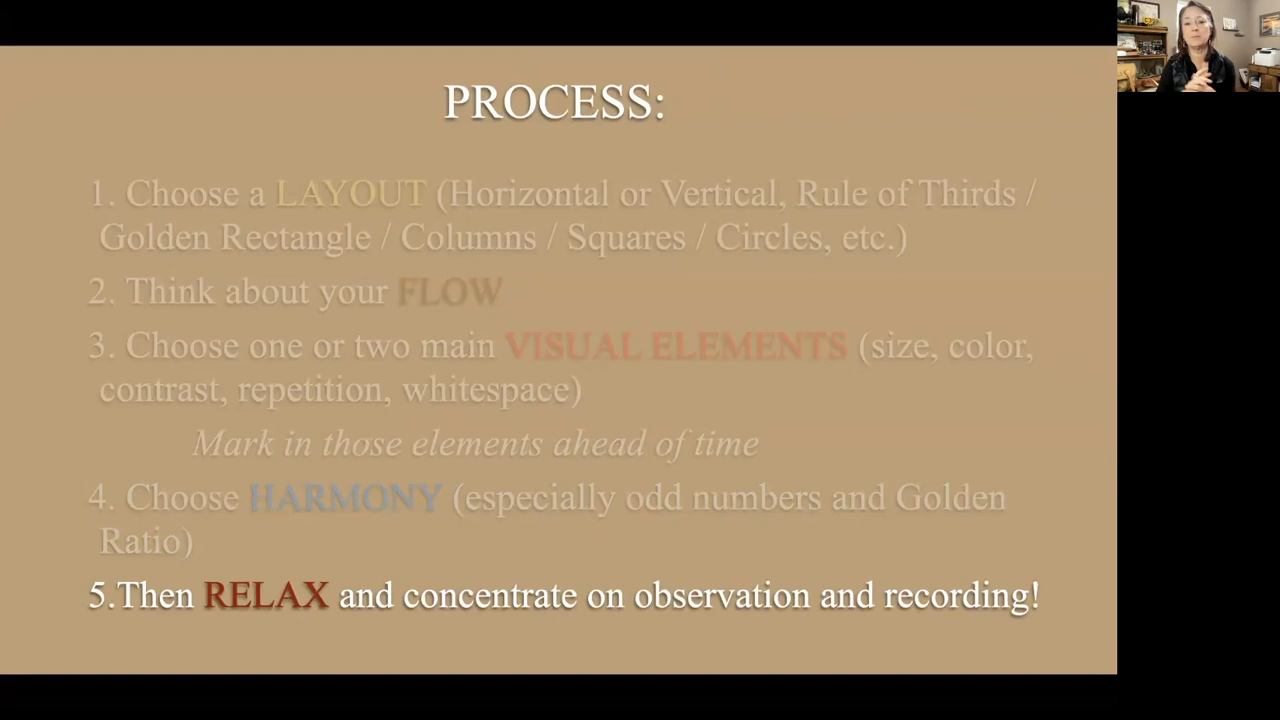 PROCESS:
1. Choose a LAYOUT (Horizontal or Vertical, Rule of Thirds /
Golden Rectangle / Columns / Squares / Circles, etc.)
2. Think about your FLOW
3. Choose one or two main VISUAL ELEMENTS (size, color,
contrast, repetition, whitespace)
Mark in those elements ahead of time
4. Choose HARMONY (especially odd numbers and Golden
Ratio)
5.Then RELAX and concentrate on observation and recording!